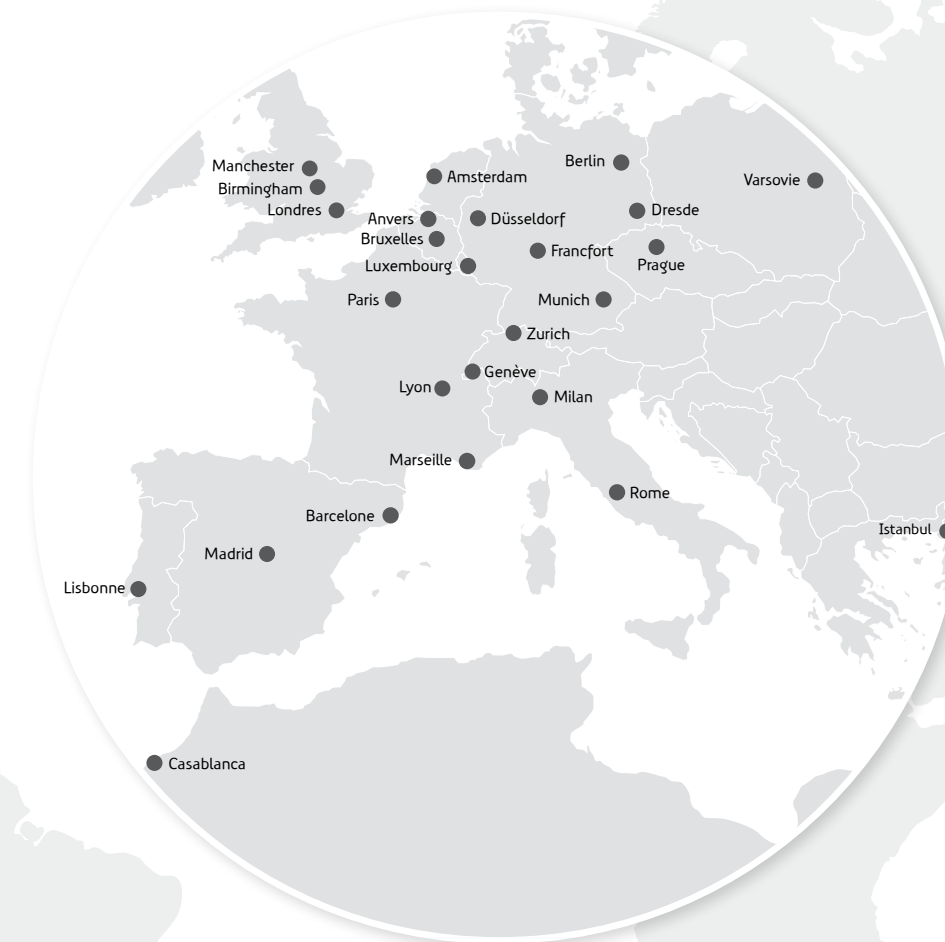 Berlin
Manchester
Amsterdam
Varsovie
Birmingham
Londres
Dresde
Anvers
Düsseldorf
Bruxelles
Francfort
Luxembourg
Prague
Paris
Munich
Zurich
Genève
Lyon
Milan
Marseille
Rome
Barcelone
Istanbul
Madrid
Lisbonne
Casablanca